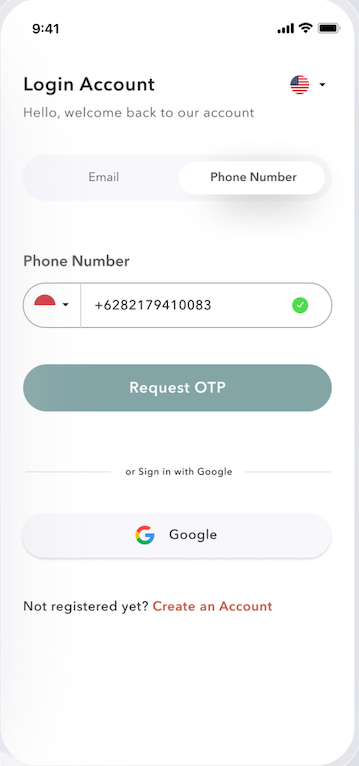 9:41
Login Account
Hello, welcome back to our account
Email
Phone Number
Phone Number
+6282179410083
Request OTP
or Sign in with Google
Google
Not registered yet? Create an Account